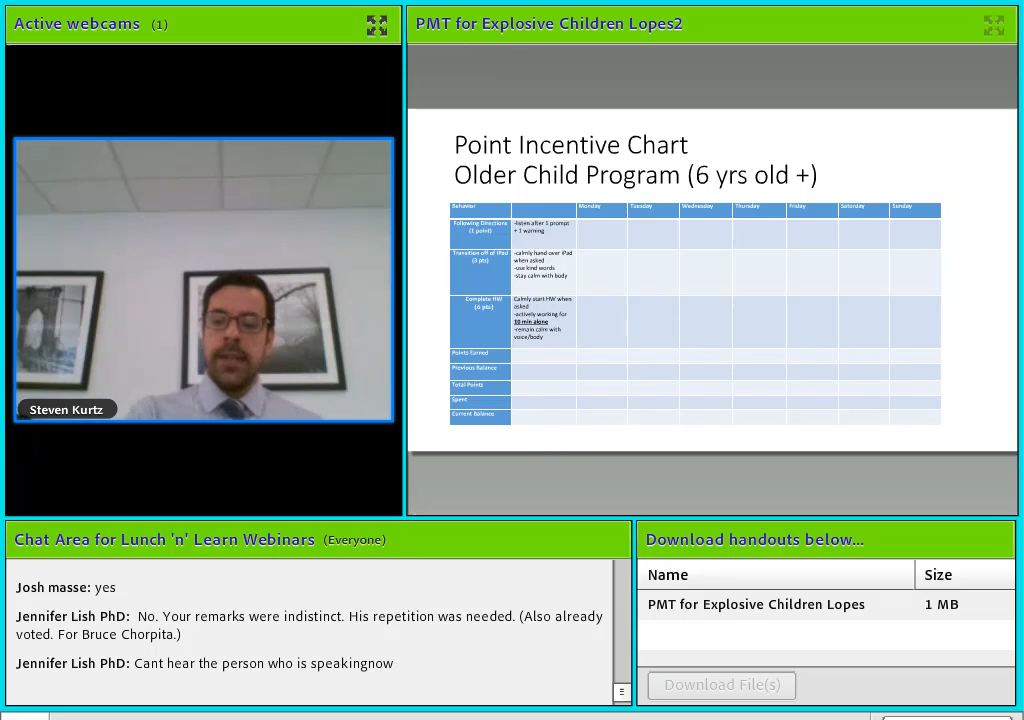 Active webcams (1)
PMT for Explosive Children Lopes2
Steven Kurtz
Point Incentive Chart
Older Child Program (6 yrs old +)
Behavior Monday Tuesday Wednesday Thursday Friday Saturday Sunday
Following Directions
(1 point)
-listen after 1 prompt
+ 1 warning
Transition off of iPad
(3 pts)
-calmly hand over iPad
when asked
-use kind words
-stay calm with body
Complete HW
(6 pts)
Calmly start HW when
asked
-actively working for
10 min alone
-remain calm with
voice/body
Points Earned
Previous Balance
Total Points
Spent
Current Balance
Chat Area for Lunch 'n' Learn Webinars (Everyone)
Josh masse: yes
Jennifer Lish PhD: No. Your remarks were indistinct. His repetition was needed. (Also already
voted. For Bruce Chorpita.)
Jennifer Lish PhD: Cant hear the person who is speakingnow
Download handouts below...
Name Size
PMT for Explosive Children Lopes 1 MB
Download File(s)